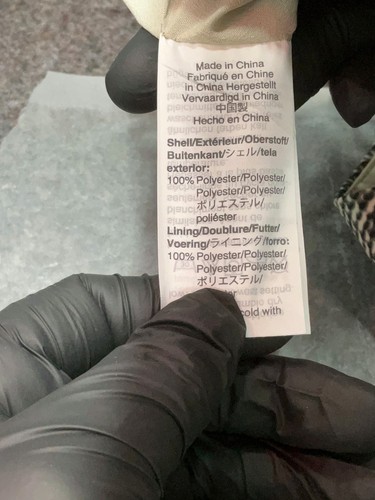 Made in China
Fabriqué en Chine
in China Hergestellt
Vervaardigd in China
中国製
Hecho en China
Shell/Extérieur/Oberstoff/
Buitenkant/シェル/tela
exterior:
100% Polyester/Polyester/
Polyester/Polyester/
ポリエステル/
poliéster
Lining/Doublure/Futter/
Voering/ライニング/forro:
100% Polyester/Polyester/
Polyester/Polyester/
ポリエステル/
cold with